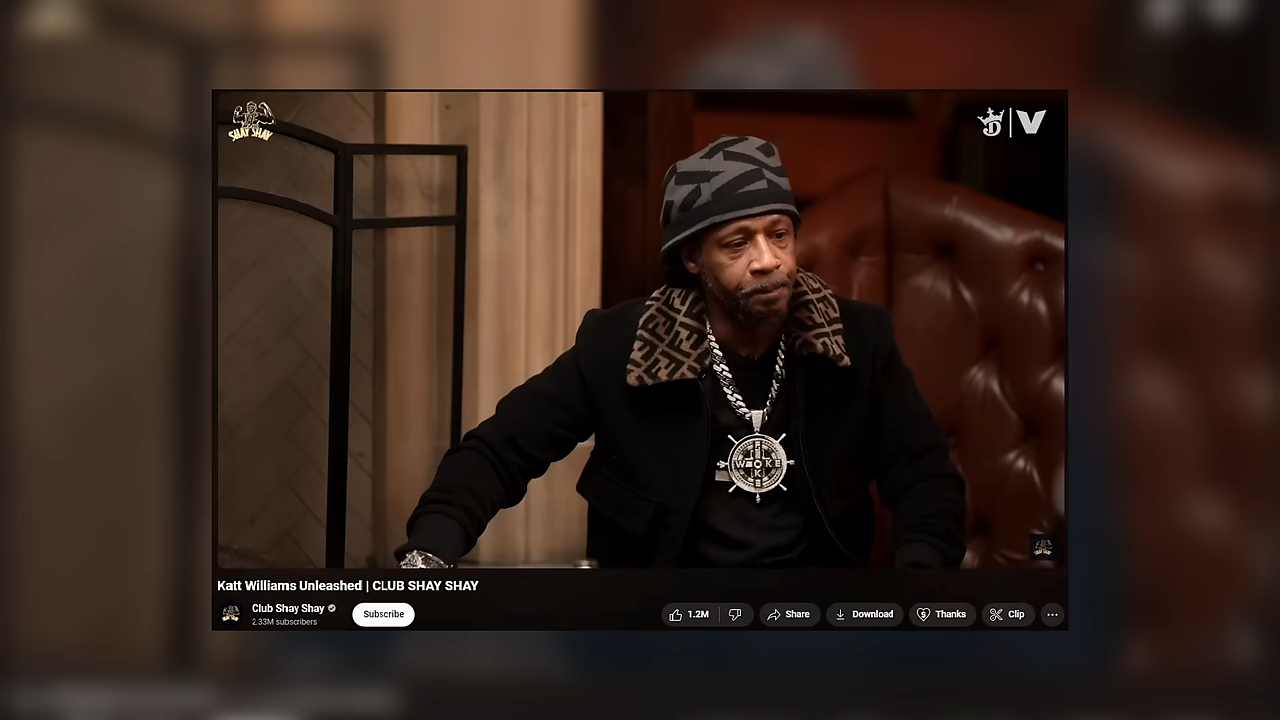 SHAY SHAY
WOKE
Katt Williams Unleashed | CLUB SHAY SHAY
Club Shay Shay
2.33M subscribers
Subscribe
1.2M
Share
Download
Thanks
Clip